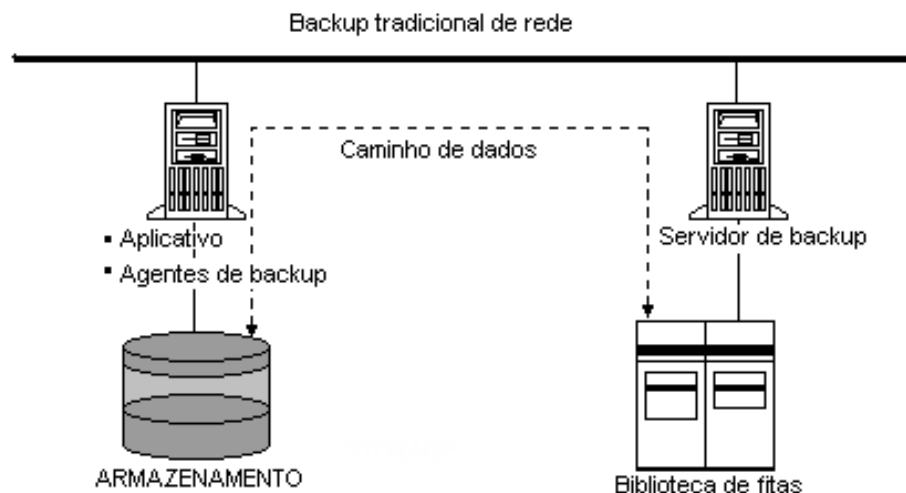 Backup tradicional de rede
Caminho de dados
▪ Aplicativo
▪ Agentes de backup
Servidor de backup
ARMAZENAMENTO
Biblioteca de fitas